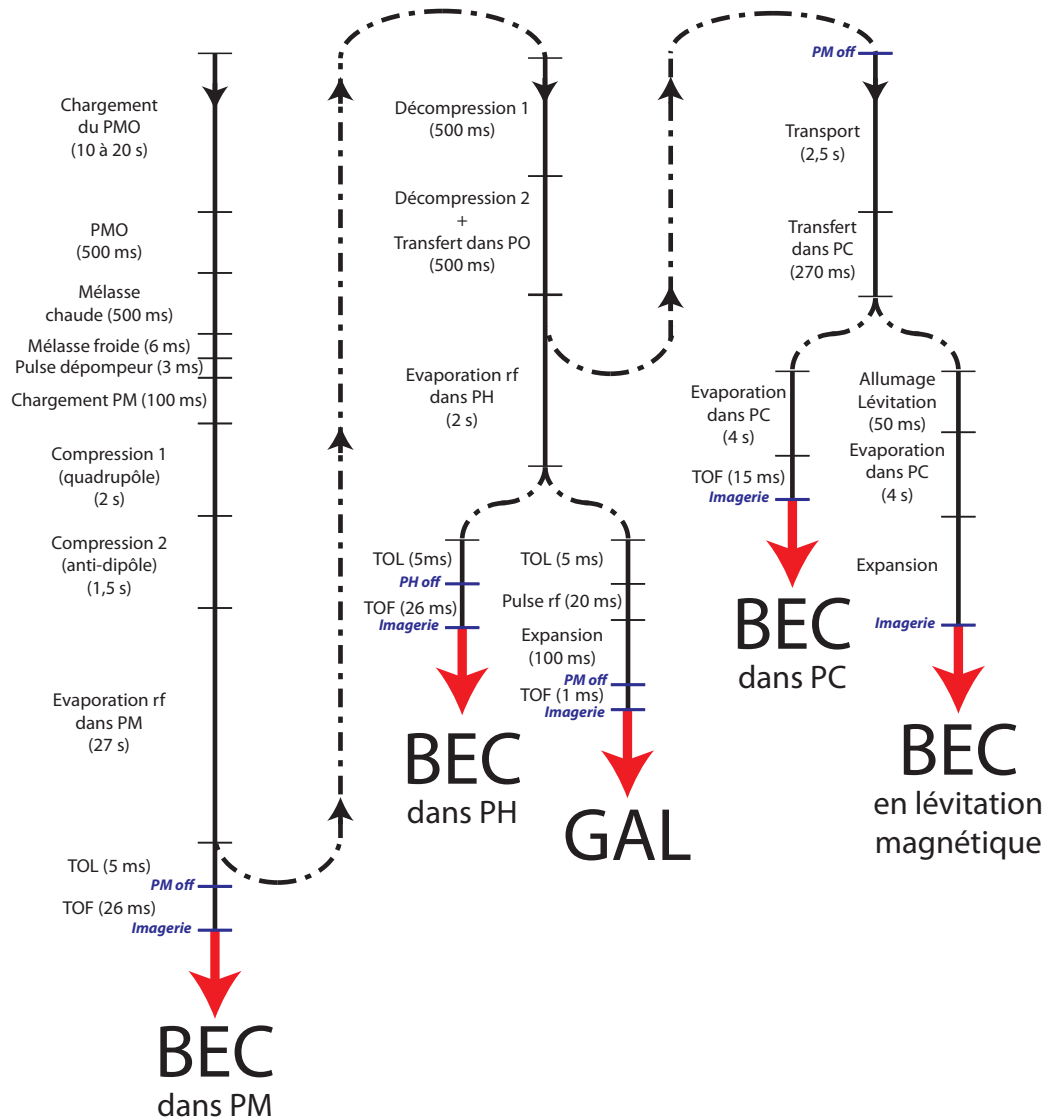 Chargement
du PMO
(10 à 20 s)
PMO
(500 ms)
Mélasse
chaude (500 ms)
Mélasse froide (6 ms)
Pulse dépompeur (3 ms)
Chargement PM (100 ms)
Compression 1
(quadrupôle)
(2 s)
Compression 2
(anti-dipôle)
(1,5 s)
Evaporation rf
dans PM
(27 s)
TOL (5 ms)
PM off
TOF (26 ms)
Imagerie
BEC
dans PM
Décompression 1
(500 ms)
Décompression 2
+
Transfert dans PO
(500 ms)
Evaporation rf
dans PH
(2 s)
TOL (5ms)
PH off
TOF (26 ms)
Imagerie
BEC
dans PH
TOL (5 ms)
Pulse rf (20 ms)
Expansion
(100 ms)
PM off
TOF (1 ms)
Imagerie
GAL
PM off
Transport
(2,5 s)
Transfert
dans PC
(270 ms)
Evaporation
dans PC
(4 s)
TOF (15 ms)
Imagerie
BEC
dans PC
Allumage
Lévitation
(50 ms)
Evaporation
dans PC
(4 s)
Expansion
Imagerie
BEC
en lévitation
magnétique